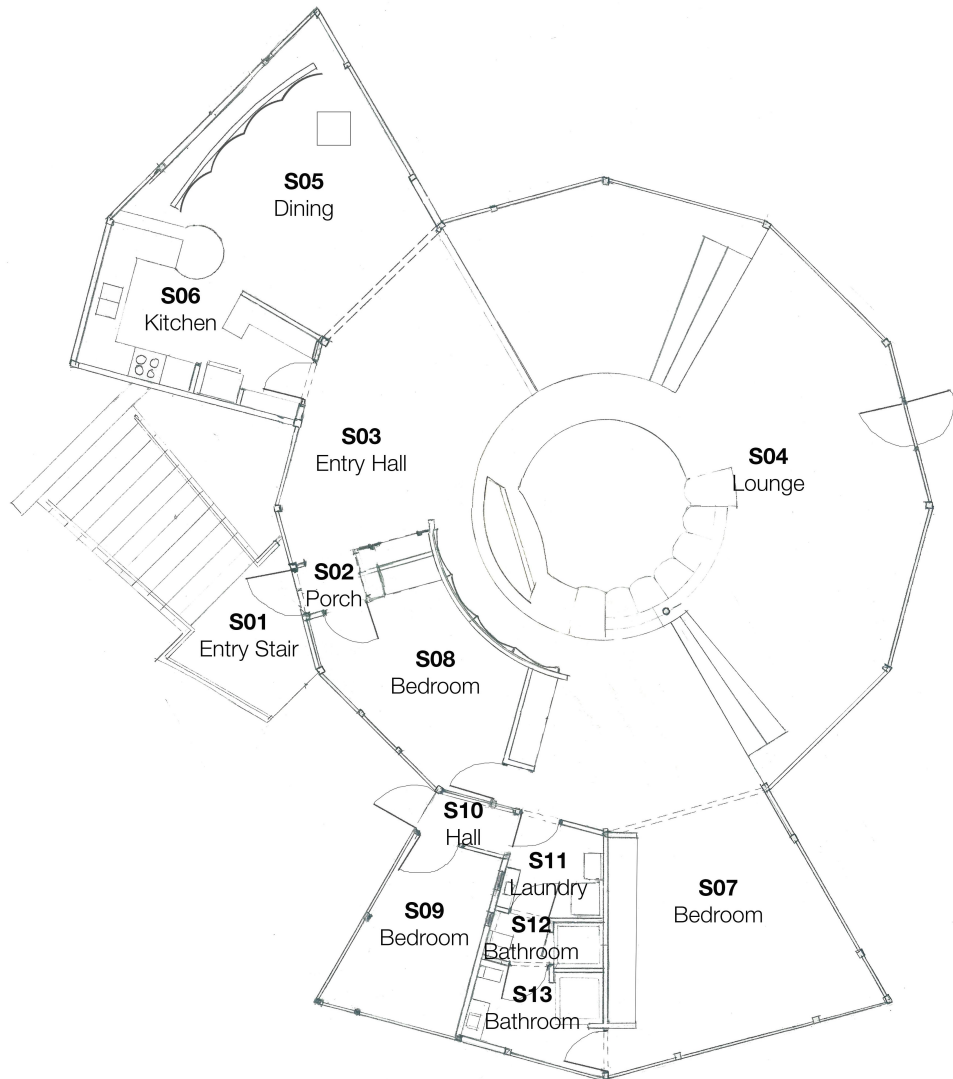 S05
Dining
S06
Kitchen
S03
Entry Hall
S04
Lounge
S02
Porch
S01
Entry Stair
S08
Bedroom
S10
Hall
S11
Laundry
S07
Bedroom
S09
Bedroom
S12
Bathroom
S13
Bathroom